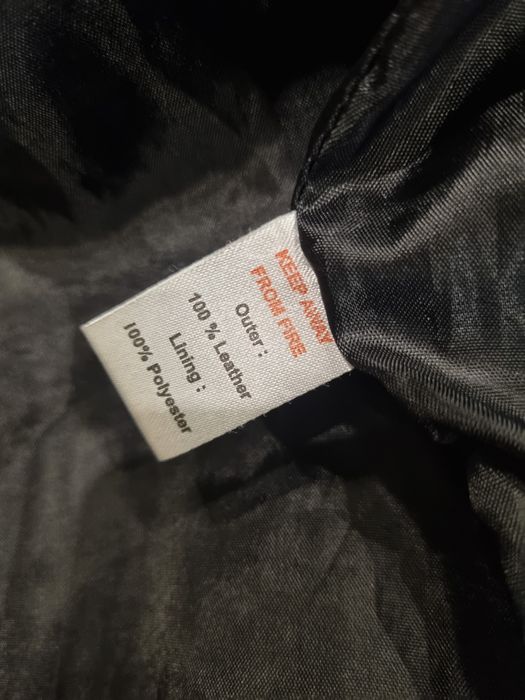 KEEP AWAY
FROM FIRE
Outer :
100 % Leather
Lining :
100% Polyester